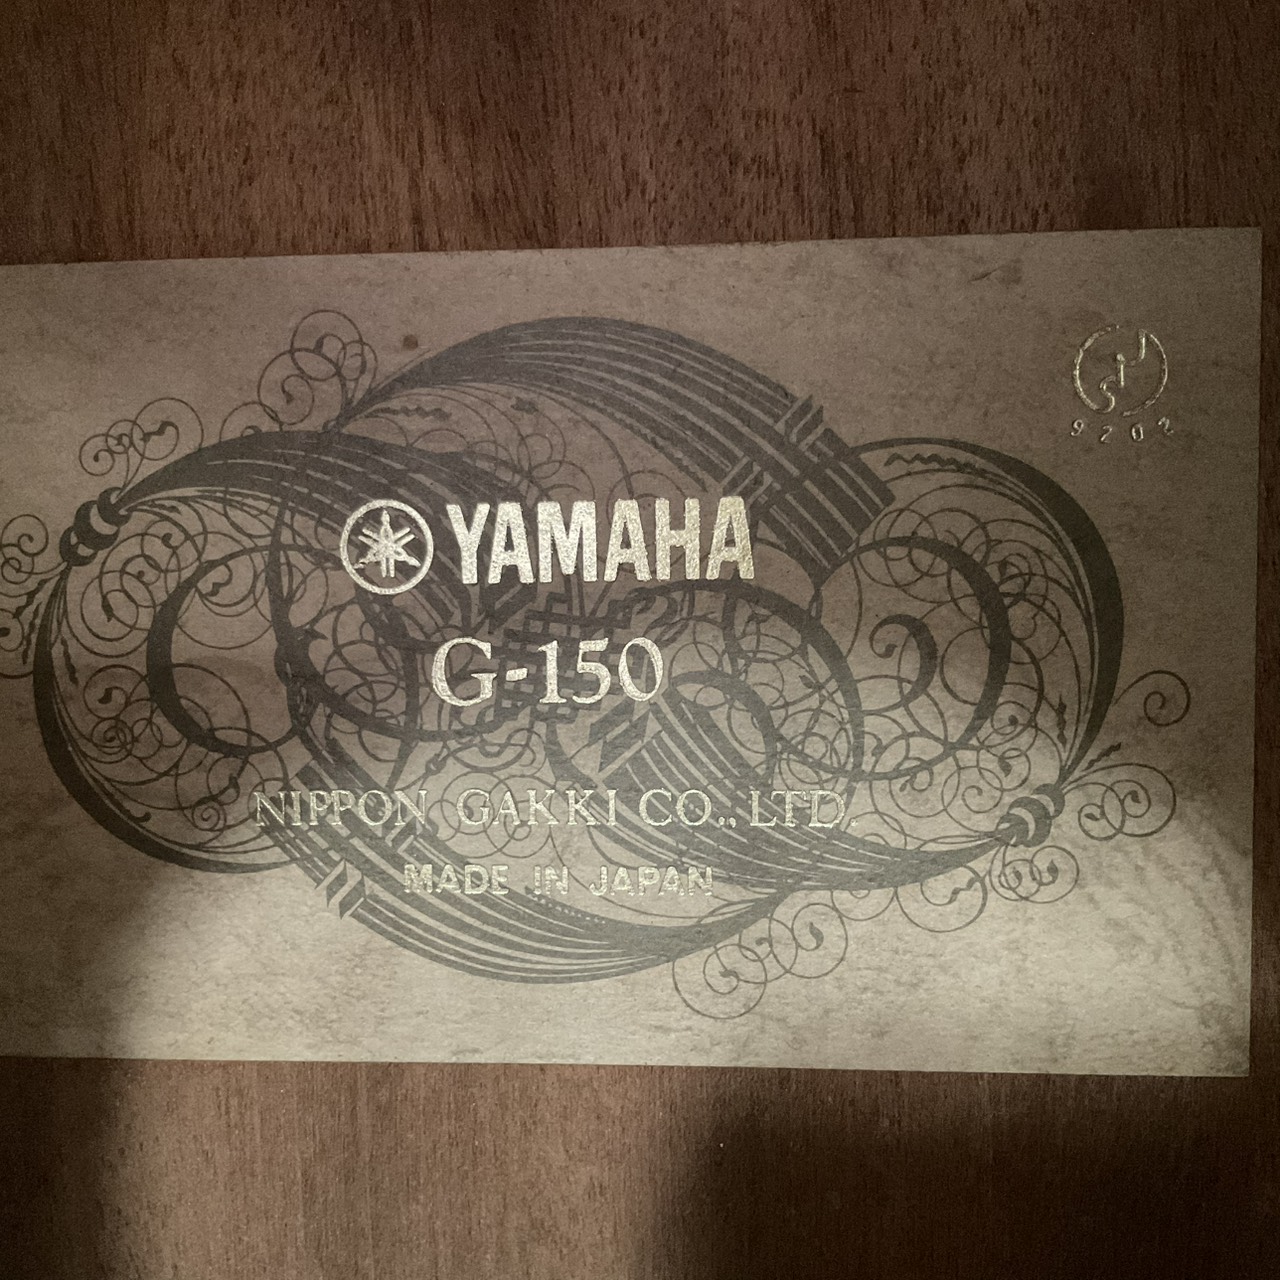 YAMAHA
G-150
NIPPON GAKKI CO., LTD.
MADE IN JAPAN
9202